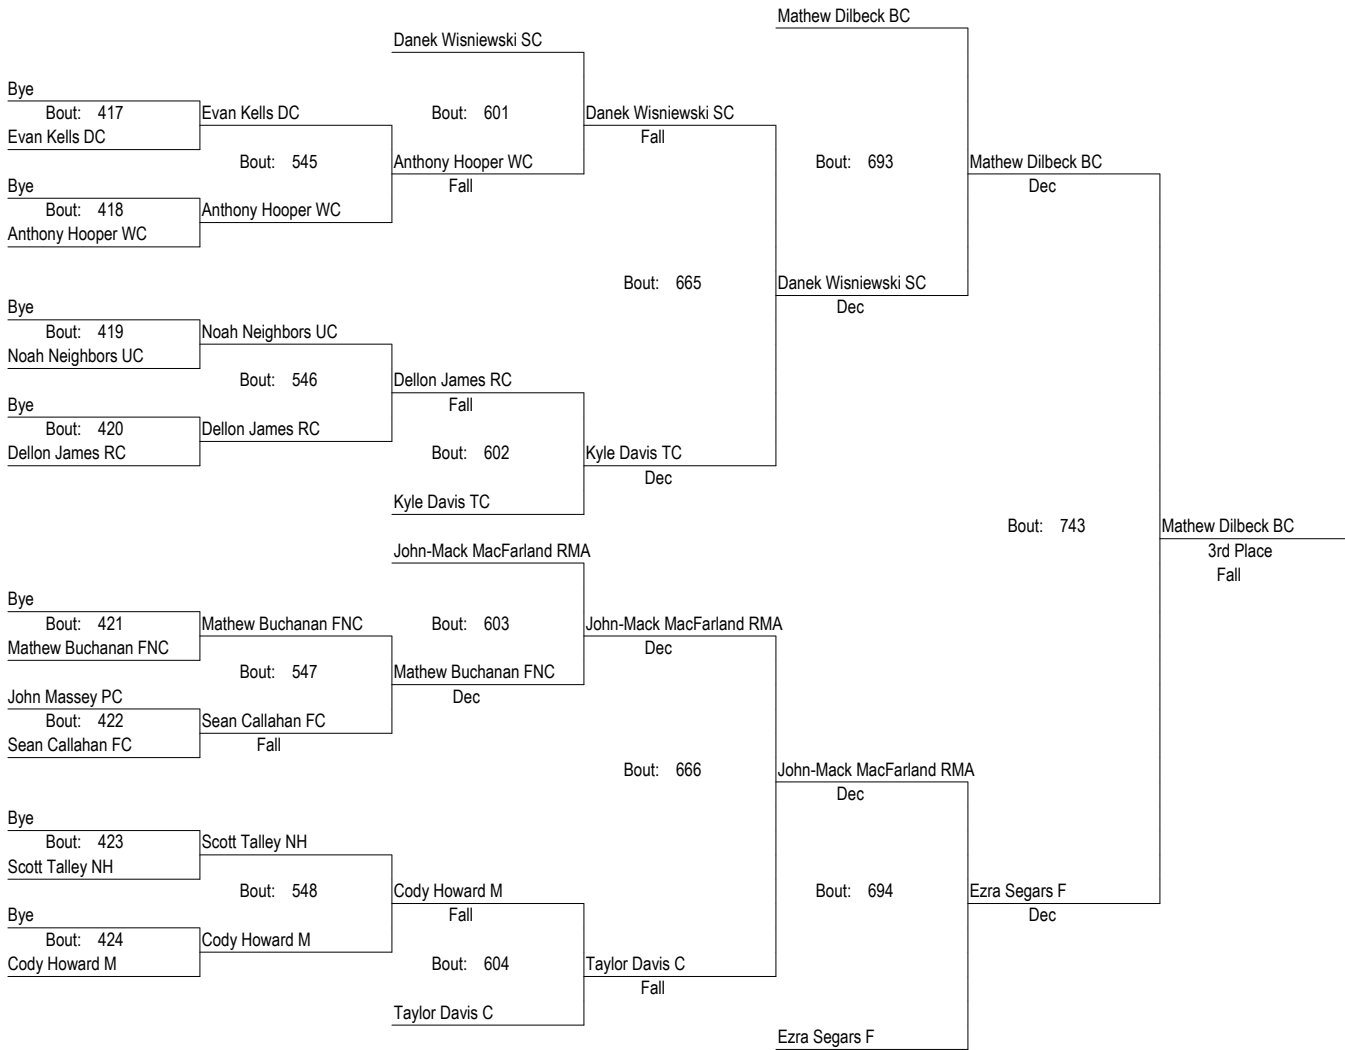 Mathew Dilbeck BC
Danek Wisniewski SC
Bye
Bout: 417
Evan Kells DC
Bout: 601
Danek Wisniewski SC
Evan Kells DC
Fall
Bout: 545
Anthony Hooper WC
Bout: 693
Mathew Dilbeck BC
Bye
Fall
Dec
Bout: 418
Anthony Hooper WC
Anthony Hooper WC
Bout: 665
Danek Wisniewski SC
Bye
Dec
Bout: 419
Noah Neighbors UC
Noah Neighbors UC
Bout: 546
Dellon James RC
Bye
Fall
Bout: 420
Dellon James RC
Dellon James RC
Bout: 602
Kyle Davis TC
Dec
Kyle Davis TC
Bout: 743
Mathew Dilbeck BC
John-Mack MacFarland RMA
3rd Place
Fall
Bye
Bout: 421
Mathew Buchanan FNC
Bout: 603
John-Mack MacFarland RMA
Mathew Buchanan FNC
Dec
Bout: 547
Mathew Buchanan FNC
John Massey PC
Dec
Bout: 422
Sean Callahan FC
Sean Callahan FC
Fall
Bout: 666
John-Mack MacFarland RMA
Dec
Bye
Bout: 423
Scott Talley NH
Scott Talley NH
Bout: 548
Cody Howard M
Bout: 694
Ezra Segars F
Bye
Fall
Dec
Bout: 424
Cody Howard M
Cody Howard M
Bout: 604
Taylor Davis C
Fall
Taylor Davis C
Ezra Segars F